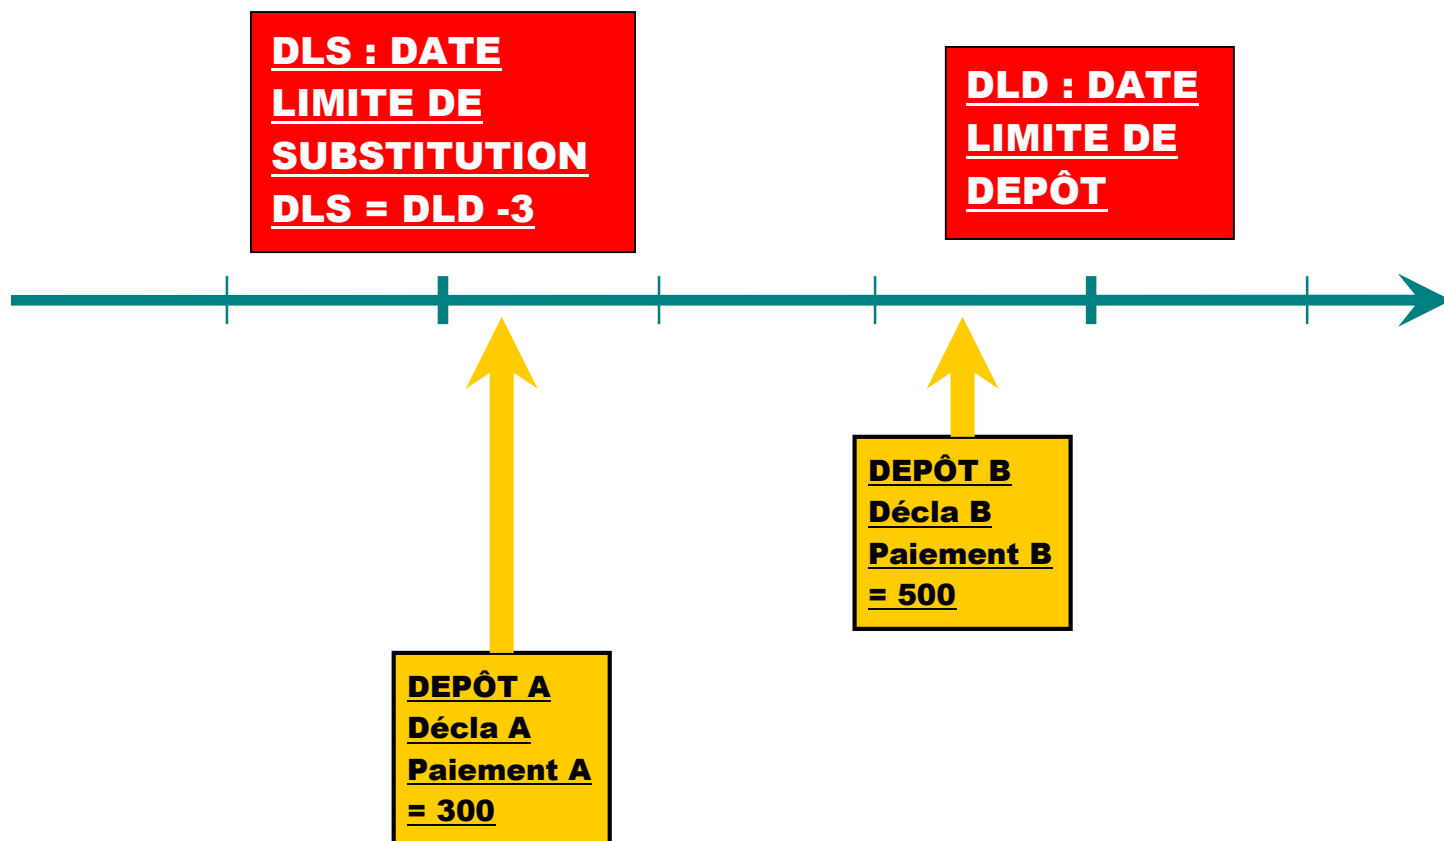 DLS : DATE
LIMITE DE
SUBSTITUTION
DLS = DLD -3
DLD : DATE
LIMITE DE
DEPÔT
DEPÔT B
Décla B
Paiement B
= 500
DEPÔT A
Décla A
Paiement A
= 300